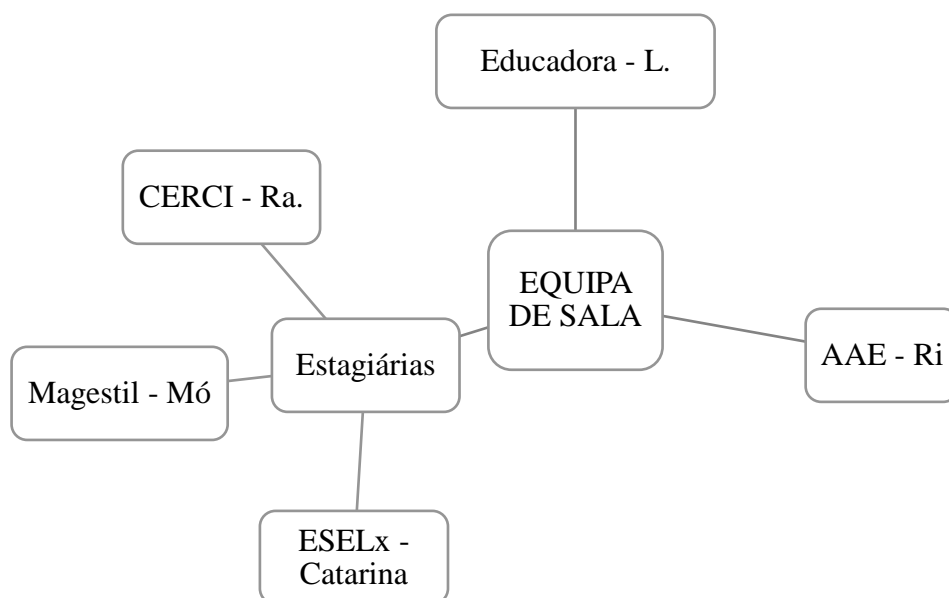 Educadora - L.
CERCI - Ra.
EQUIPA
DE SALA
AAE - Ri
Estagiárias
Magestil - Mó
ESELx -
Catarina